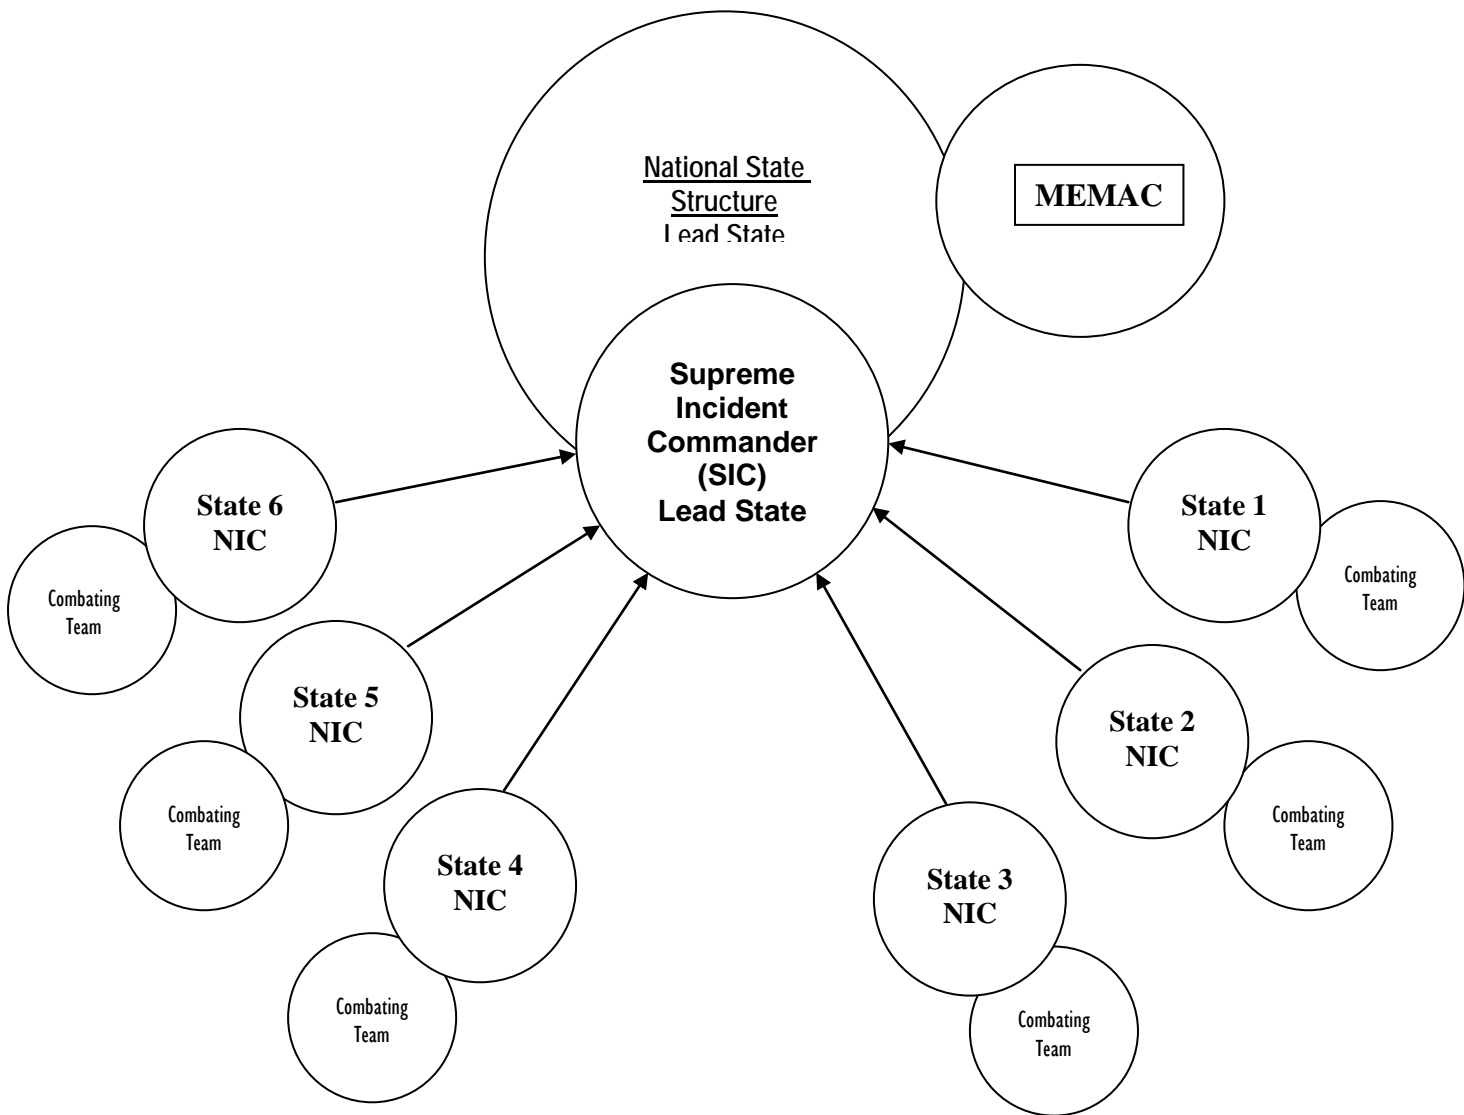 National State
Structure
Lead State
MEMAC
Supreme
Incident
Commander
(SIC)
Lead State
State 6
NIC
Combating
Team
State 5
NIC
Combating
Team
State 4
NIC
Combating
Team
State 1
NIC
Combating
Team
State 2
NIC
Combating
Team
State 3
NIC
Combating
Team